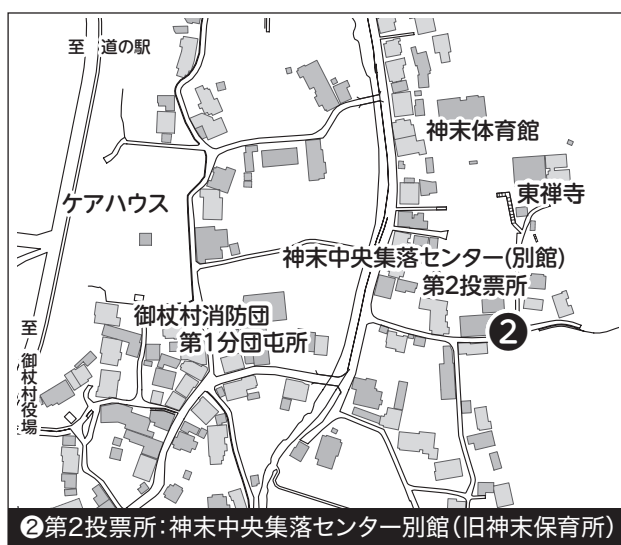 至 道の駅
神末体育館
東禅寺
ケアハウス
神末中央集落センター(別館)
第2投票所
御杖村消防団
第1分団屯所
❷
至 御杖村役場
❷第2投票所:神末中央集落センター別館(旧神末保育所)